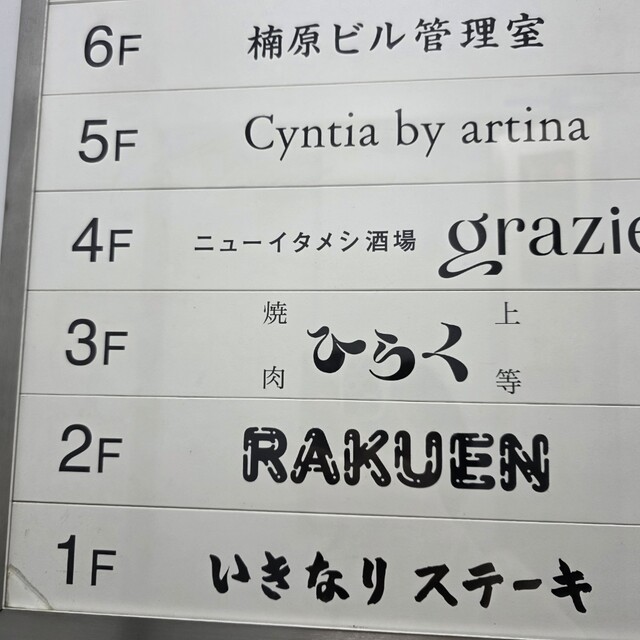 6F 楠原ビル管理室
5F Cyntia by artina
4F ニューイタメシ酒場 grazie
3F 焼肉 ひらく 上等
2F RAKUEN
1F いきなりステーキ